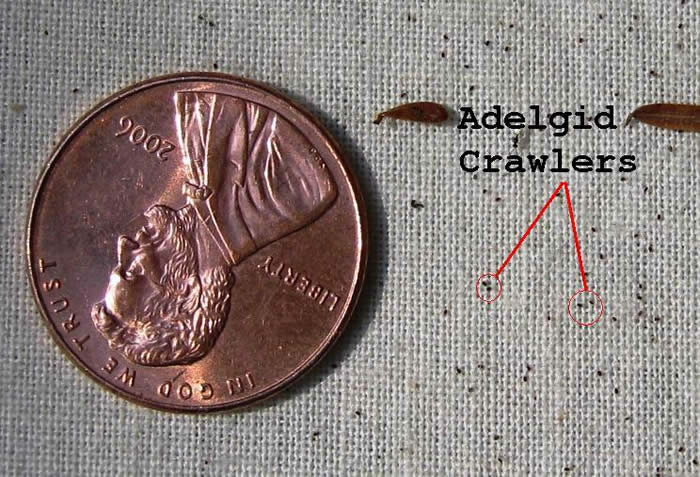 Adelgid
Crawlers
2006
LIBERTY
IN GOD WE TRUST